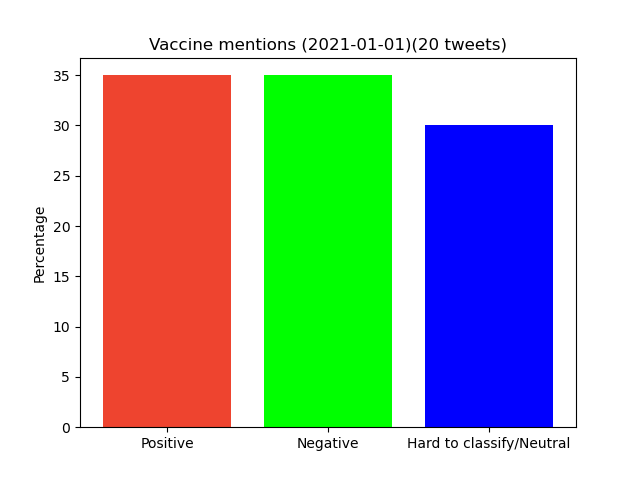 Vaccine mentions (2021-01-01)(20 tweets)
Percentage
35
30
25
20
15
10
5
0
Positive
Negative
Hard to classify/Neutral